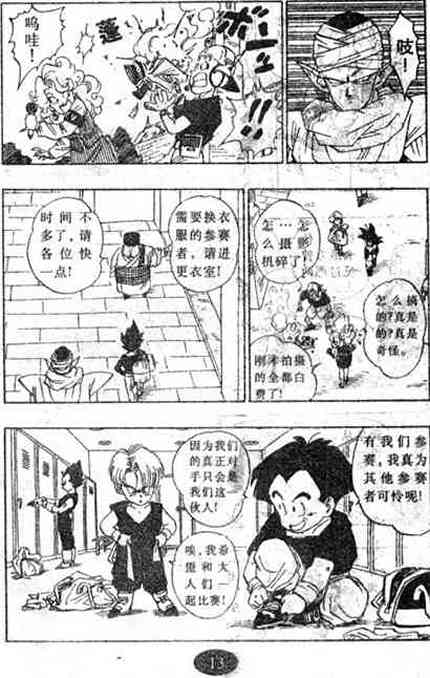 吱!
ボーン!!
蓬
呜哇!
怎…怎
么摄影
机碎了!
怎么搞
的?真是
的?真是
奇怪。
刚才拍摄
的全都白
费了!
需要换衣
服的参赛
者,请进
更衣室!
时间不
多了,请
各位快
一点!
有我们参
赛,我真为
其他参赛
者可怜呢!
因为我们
的真正对
手只会是
我们这一
伙人!
唉,我希
望和大
人们一
起比赛!
13